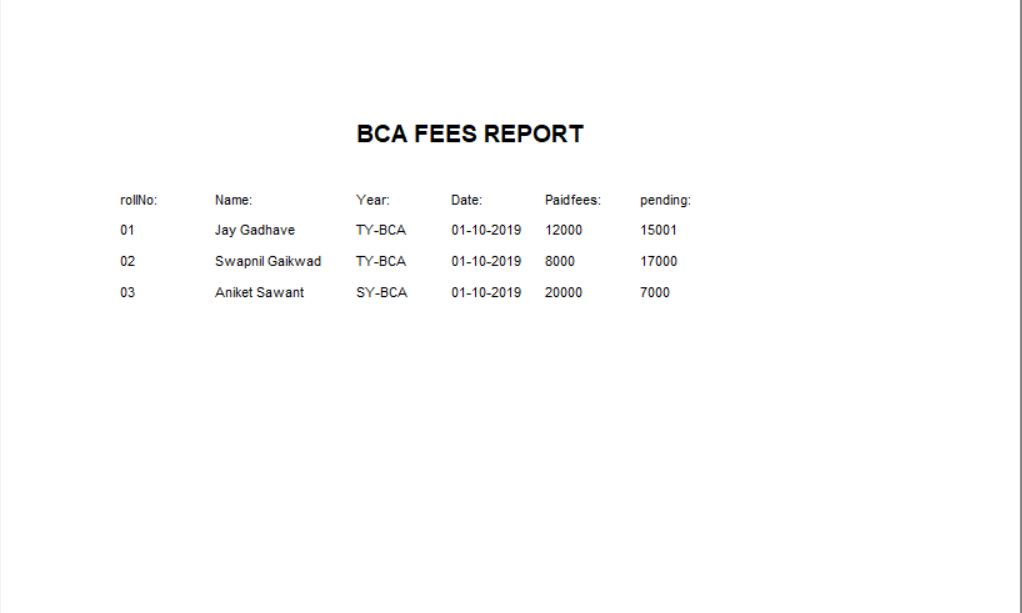 BCA FEES REPORT
rollNo: Name: Year: Date: Paidfees: pending:
01 Jay Gadhave TY-BCA 01-10-2019 12000 15001
02 Swapnil Gaikwad TY-BCA 01-10-2019 8000 17000
03 Aniket Sawant SY-BCA 01-10-2019 20000 7000